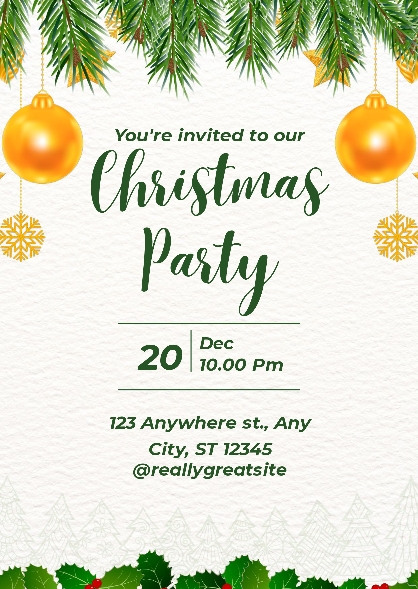 You're invited to our
Christmas
Party
20
Dec
10.00 Pm
123 Anywhere st., Any
City, ST 12345
@reallygreatsite